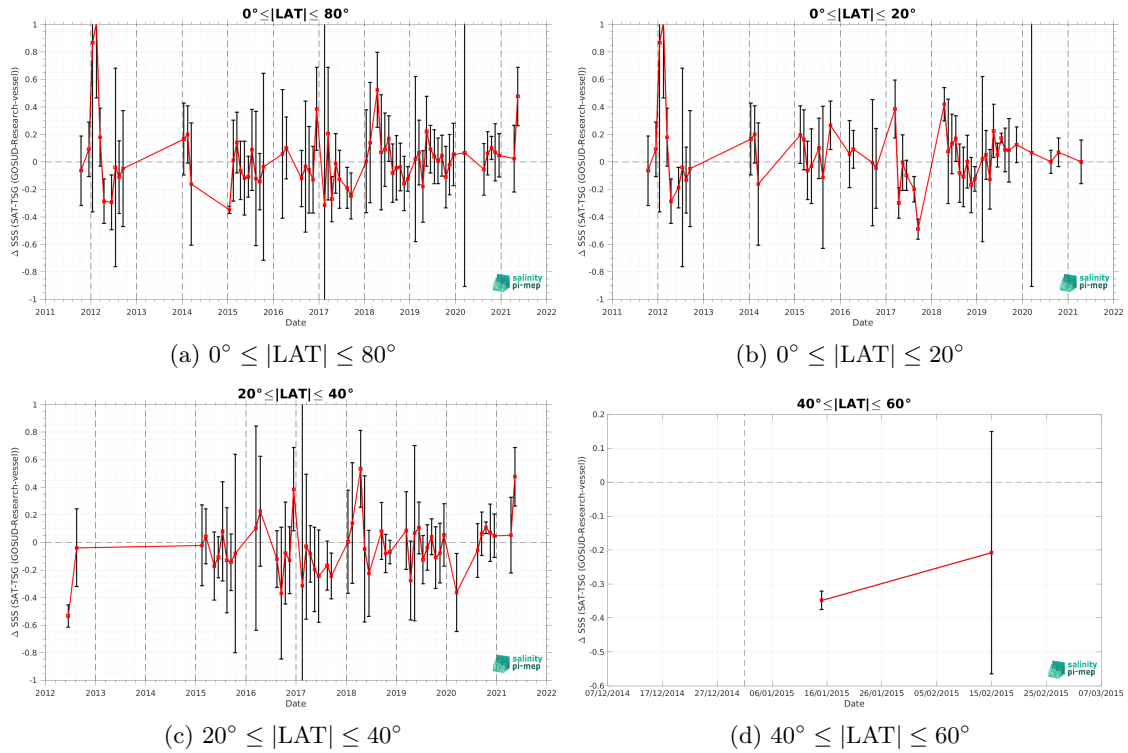 0°≤|LAT|≤ 80°
1
0.8
0.6
0.4
0.2
0
-0.2
-0.4
-0.6
-0.8
-1
Δ SSS (SAT-TSG (GOSUD-Research-vessel))
2011 2012 2013 2014 2015 2016 2017 2018 2019 2020 2021 2022
Date
salinity
pi-mep
(a) 0° ≤ |LAT| ≤ 80°
0°≤|LAT|≤ 20°
1
0.8
0.6
0.4
0.2
0
-0.2
-0.4
-0.6
-0.8
-1
Δ SSS (SAT-TSG (GOSUD-Research-vessel))
2011 2012 2013 2014 2015 2016 2017 2018 2019 2020 2021 2022
Date
salinity
pi-mep
(b) 0° ≤ |LAT| ≤ 20°
20°≤|LAT|≤ 40°
1
0.8
0.6
0.4
0.2
0
-0.2
-0.4
-0.6
-0.8
-1
Δ SSS (SAT-TSG (GOSUD-Research-vessel))
2012 2013 2014 2015 2016 2017 2018 2019 2020 2021 2022
Date
salinity
pi-mep
(c) 20° ≤ |LAT| ≤ 40°
40°≤|LAT|≤ 60°
0.2
0.1
0
-0.1
-0.2
-0.3
-0.4
-0.5
-0.6
Δ SSS (SAT-TSG (GOSUD-Research-vessel))
07/12/2014 17/12/2014 27/12/2014 06/01/2015 16/01/2015 26/01/2015 05/02/2015 15/02/2015 25/02/2015 07/03/2015
Date
salinity
pi-mep
(d) 40° ≤ |LAT| ≤ 60°